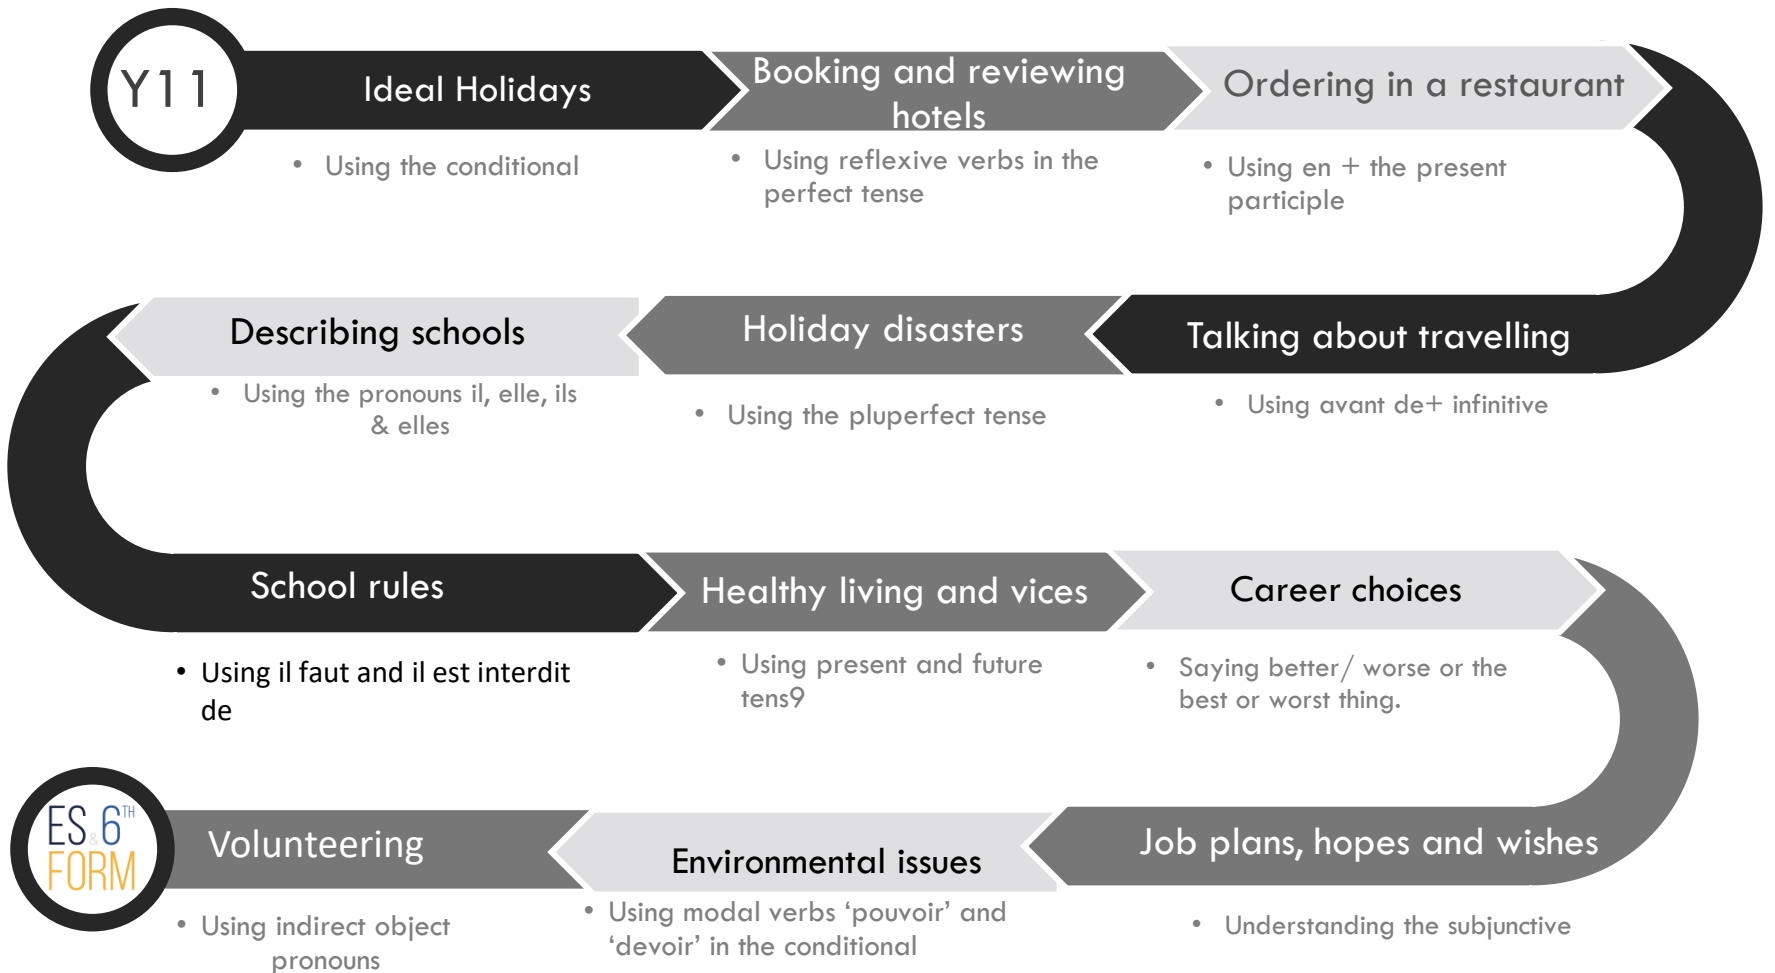 Y11
Ideal Holidays
• Using the conditional
Booking and reviewing
hotels
• Using reflexive verbs in the
perfect tense
Ordering in a restaurant
• Using en + the present
participle
Talking about travelling
• Using avant de+ infinitive
Holiday disasters
• Using the pluperfect tense
Describing schools
• Using the pronouns il, elle, ils
& elles
School rules
• Using il faut and il est interdit
de
Healthy living and vices
• Using present and future
tens9
Career choices
• Saying better/ worse or the
best or worst thing.
Job plans, hopes and wishes
• Understanding the subjunctive
Environmental issues
• Using modal verbs ‘pouvoir’ and
‘devoir’ in the conditional
Volunteering
• Using indirect object
pronouns
ES & 6TH
FORM